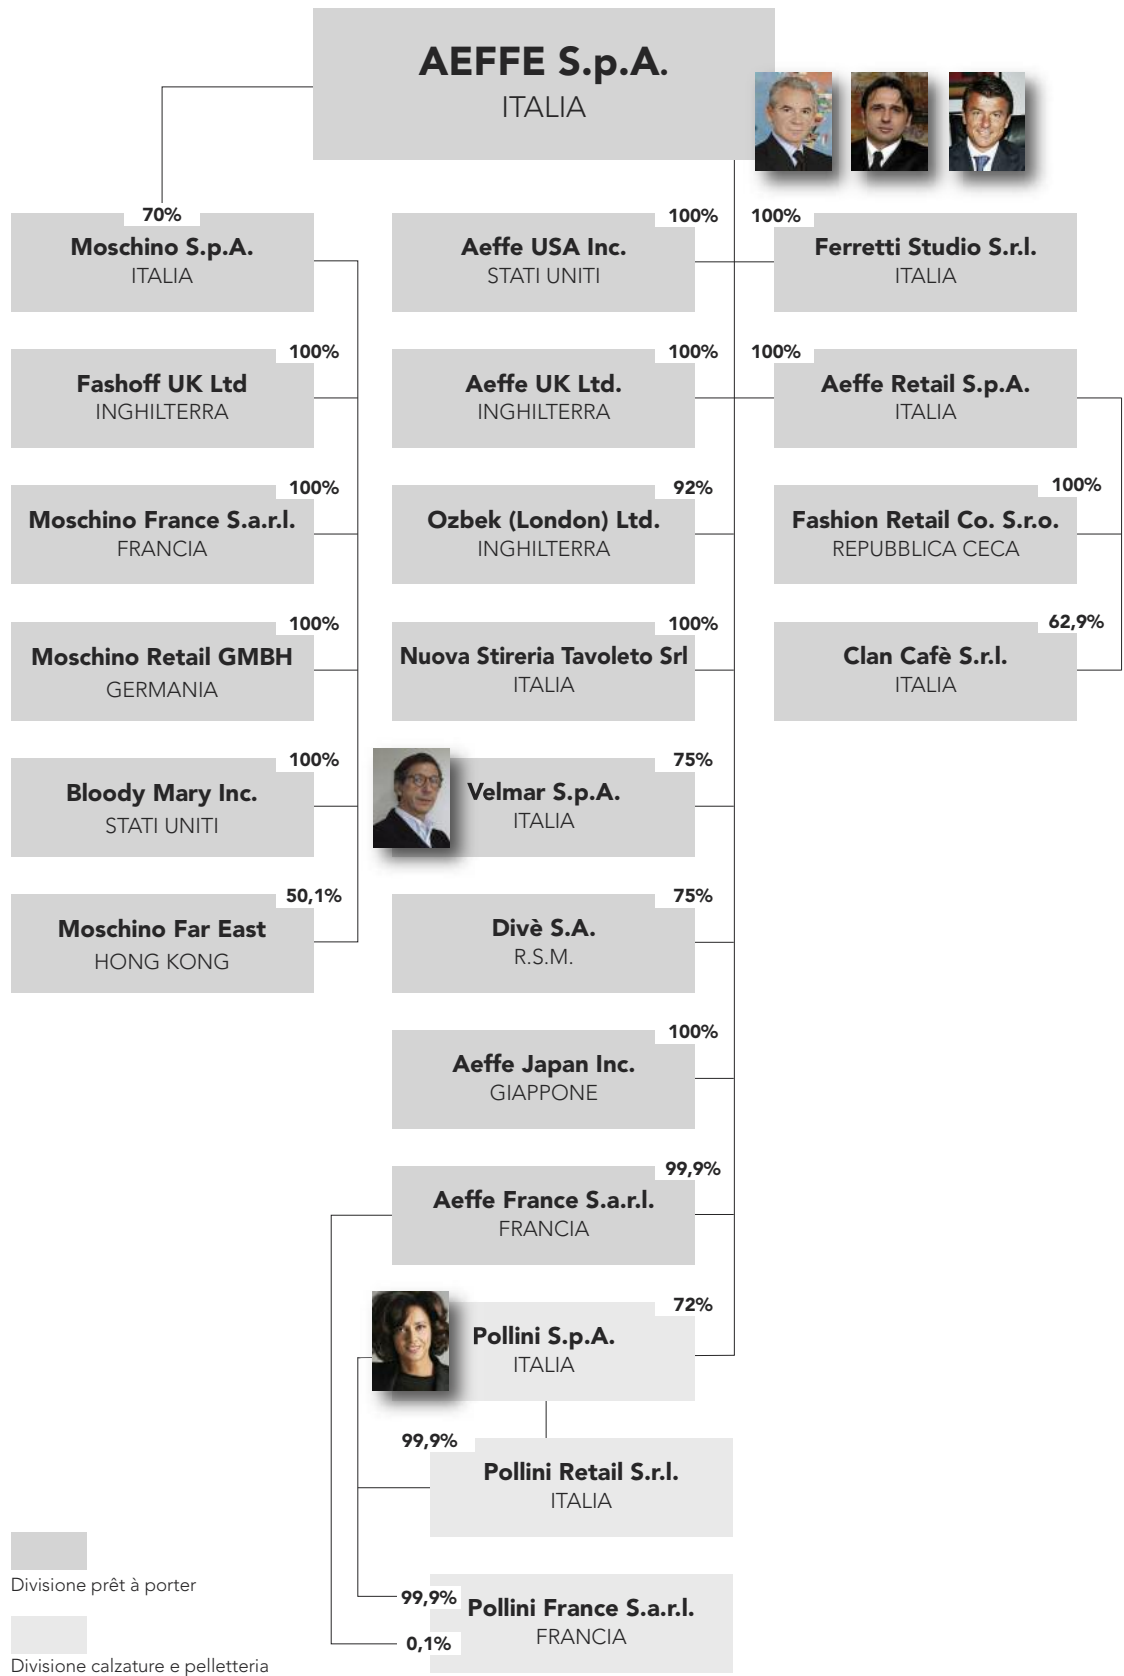 AEFFE S.p.A.
ITALIA
70%
Moschino S.p.A.
ITALIA
100%
Fashoff UK Ltd
INGHILTERRA
100%
Moschino France S.a.r.l.
FRANCIA
100%
Moschino Retail GMBH
GERMANIA
100%
Bloody Mary Inc.
STATI UNITI
50,1%
Moschino Far East
HONG KONG
100%
Aeffe USA Inc.
STATI UNITI
100%
Aeffe UK Ltd.
INGHILTERRA
92%
Ozbek (London) Ltd.
INGHILTERRA
100%
Nuova Stireria Tavoleto Srl
ITALIA
75%
Velmar S.p.A.
ITALIA
75%
Divè S.A.
R.S.M.
100%
Aeffe Japan Inc.
GIAPPONE
99,9%
Aeffe France S.a.r.l.
FRANCIA
72%
Pollini S.p.A.
ITALIA
99,9%
Pollini Retail S.r.l.
ITALIA
99,9%
0,1%
Pollini France S.a.r.l.
FRANCIA
100%
Ferretti Studio S.r.l.
ITALIA
100%
Aeffe Retail S.p.A.
ITALIA
100%
Fashion Retail Co. S.r.o.
REPUBBLICA CECA
62,9%
Clan Cafè S.r.l.
ITALIA
Divisione prêt à porter
Divisione calzature e pelletteria